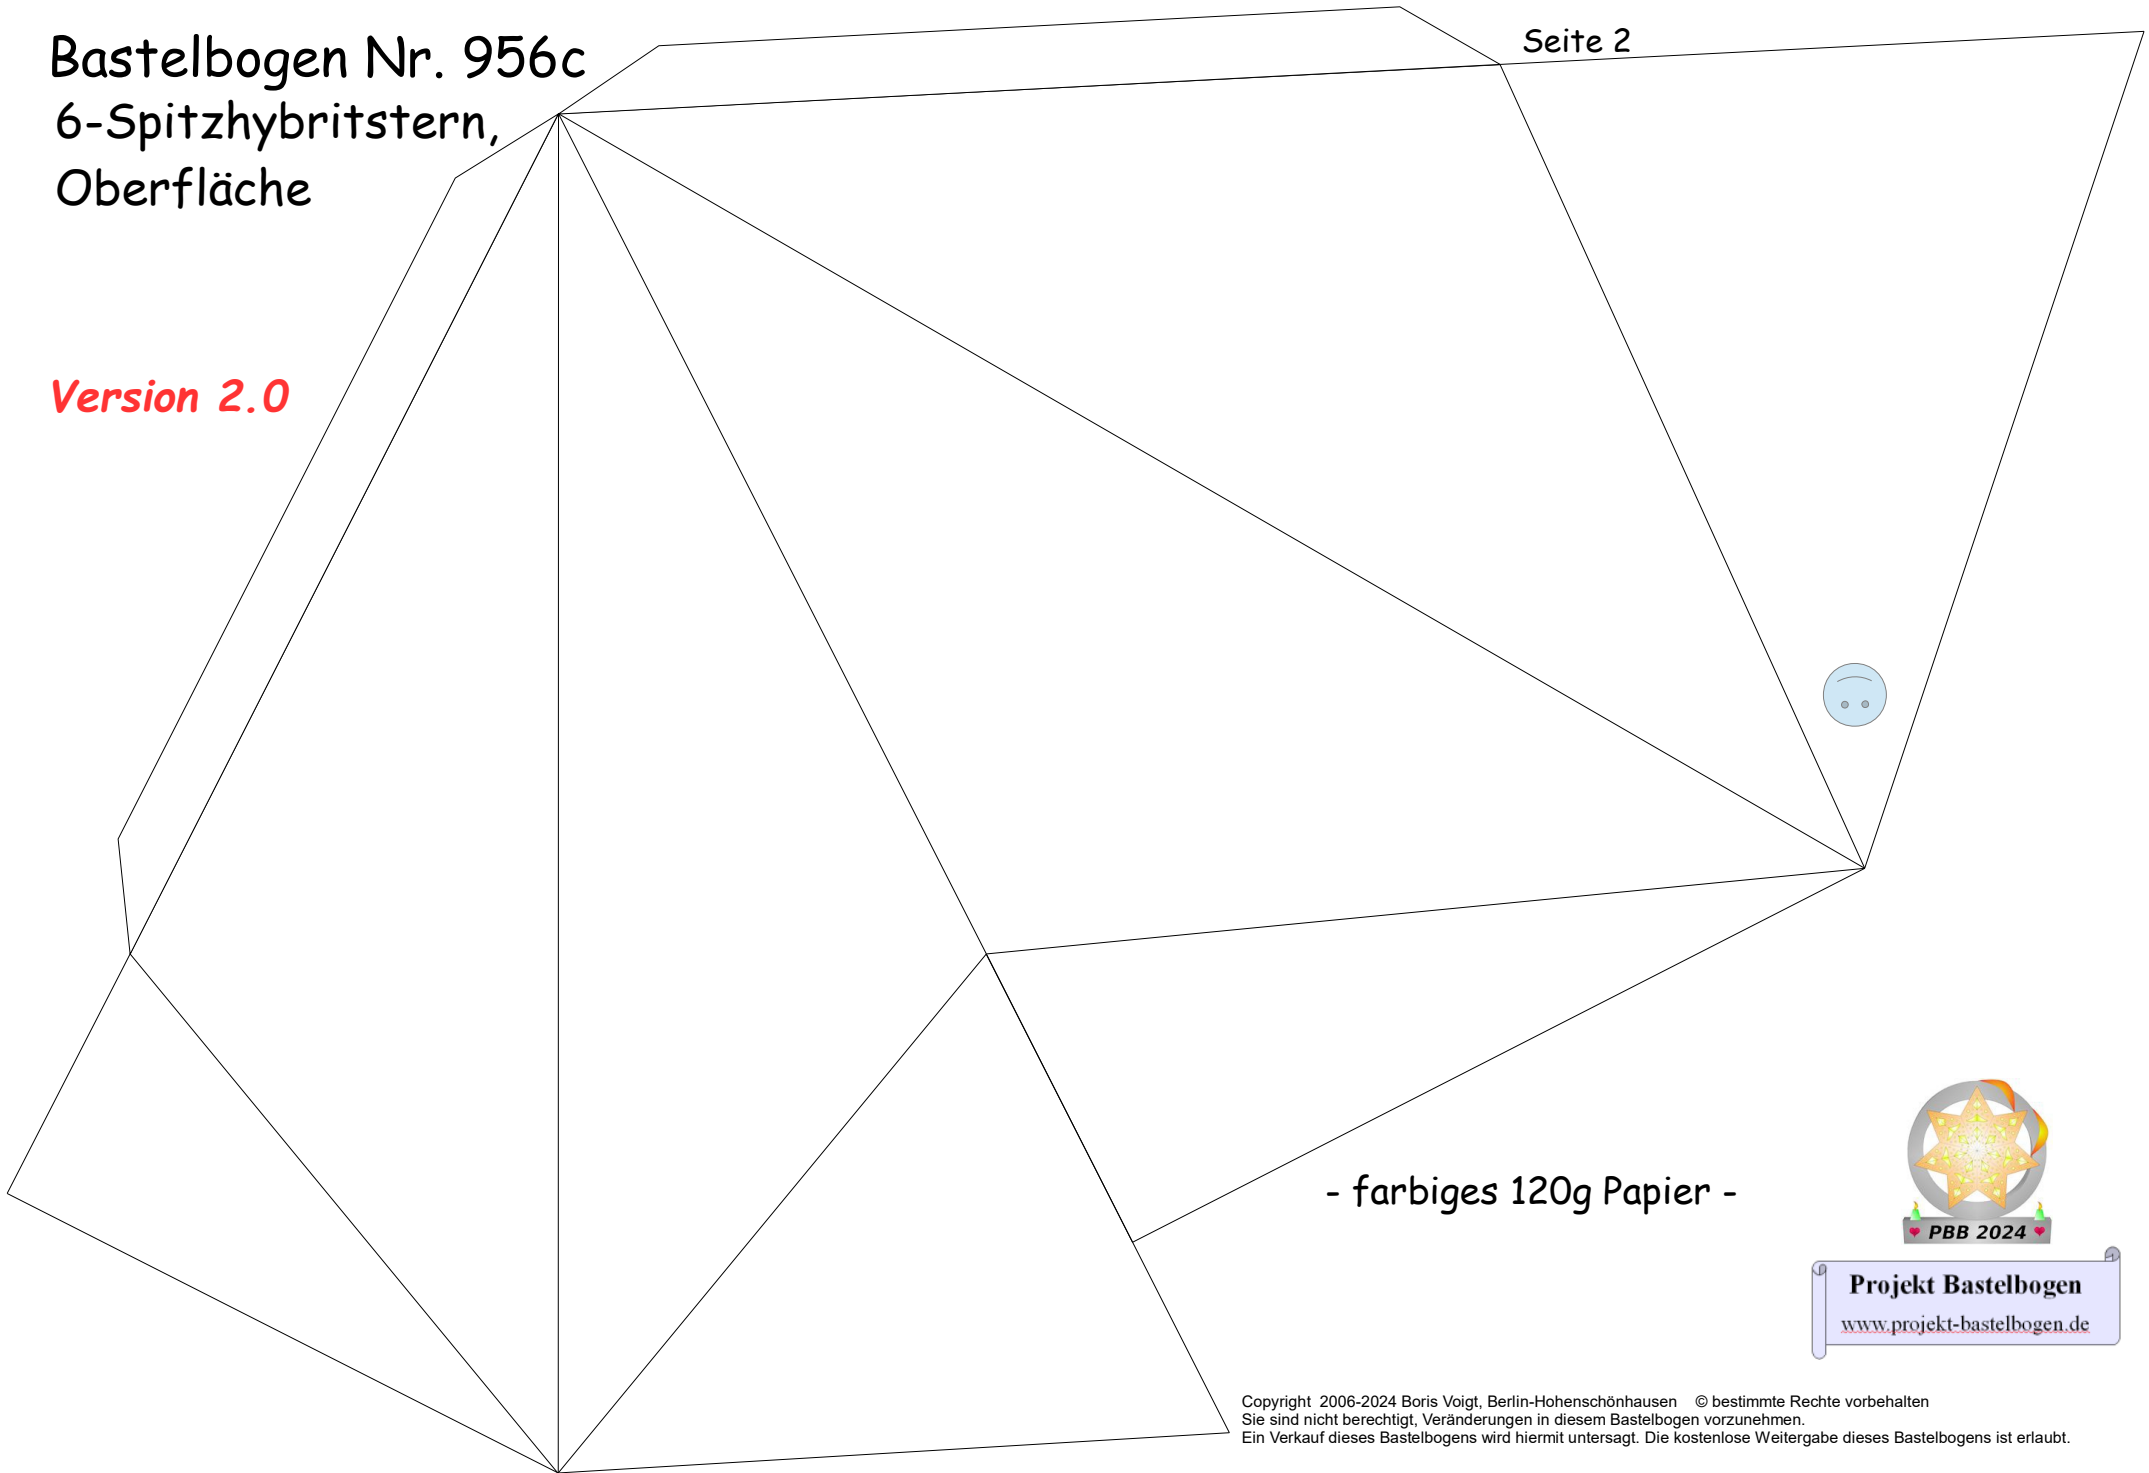 Bastelbogen Nr. 956c
6-Spitzhybritstern,
Oberfläche
Seite 2
Version 2.0
- farbiges 120g Papier -
PBB 2024
Projekt Bastelbogen
www.projekt-bastelbogen.de
Copyright 2006-2024 Boris Voigt, Berlin-Hohenschönhausen © bestimmte Rechte vorbehalten
Sie sind nicht berechtigt, Veränderungen in diesem Bastelbogen vorzunehmen.
Ein Verkauf dieses Bastelbogens wird hiermit untersagt. Die kostenlose Weitergabe dieses Bastelbogens ist erlaubt.